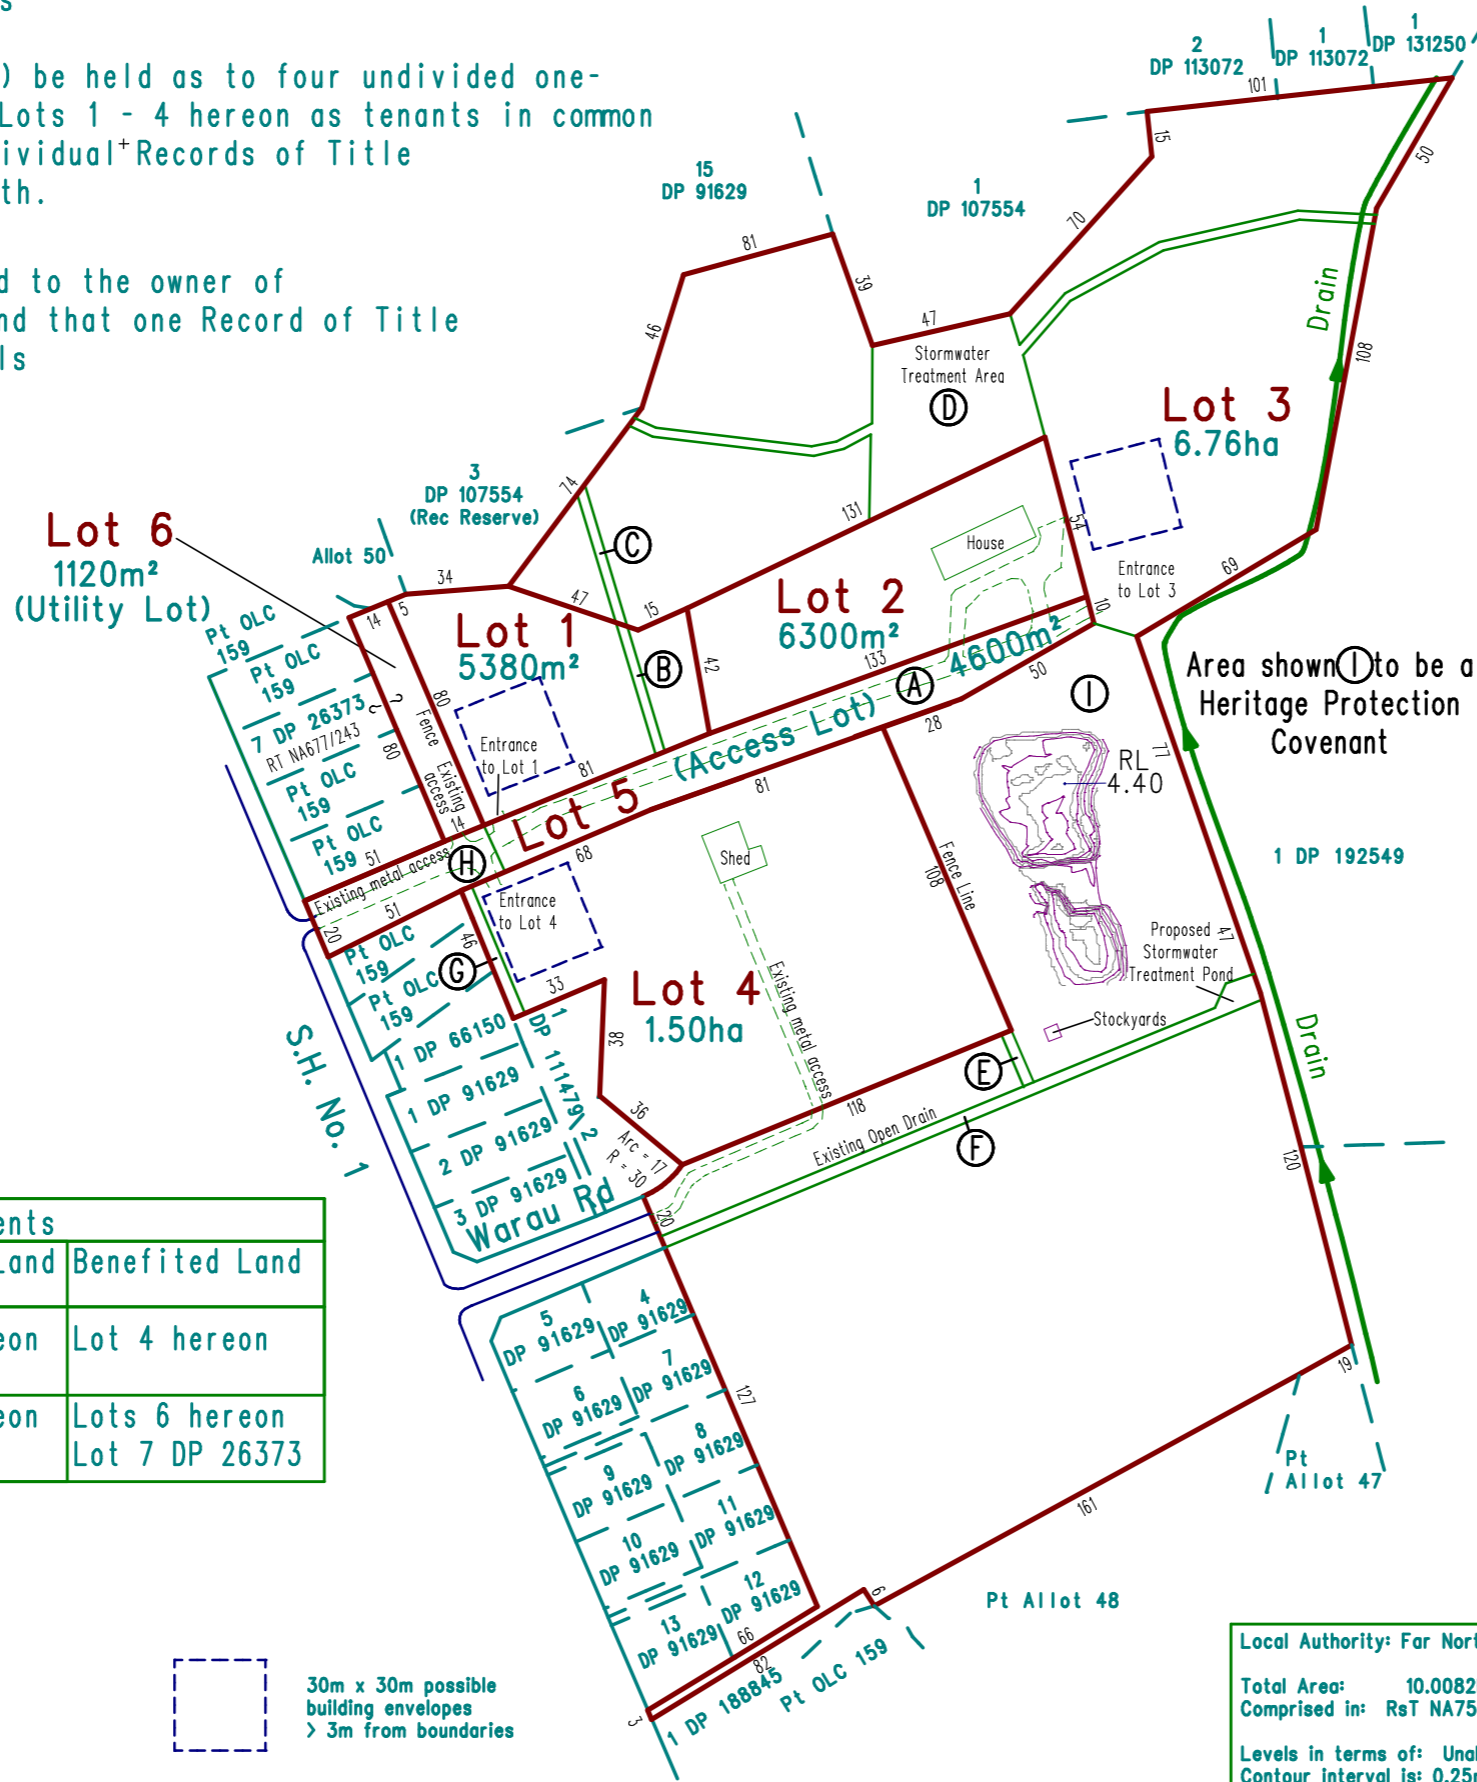 s
) be held as to four undivided one-
Lots 1 - 4 hereon as tenants in common
ividual+Records of Title
th.
d to the owner of
nd that one Record of Title
ls
2
DP 113072
1
DP 113072
1
DP 131250
101
15
50
70
15
DP 91629
1
DP 107554
81
39
47
46
Stormwater
Treatment Area
D
Drain
108
Lot 3
6.76ha
3
DP 107554
(Rec Reserve)
74
131
54
Lot 6
1120m²
(Utility Lot)
Allot 50
34
C
House
Entrance
to Lot 3
69
14
5
47
15
Lot 1
5380m²
Lot 2
6300m²
10
Pt OLC
159
Pt OLC
159
7 DP 26373
RT NA677/243
Pt OLC
159
Pt OLC
159
2
2
80
80
Fence
Existing
access
B
42
133
A
4600m²
50
28
I
Area shown I to be a
Heritage Protection
Covenant
Entrance
to Lot 1
81
Lot 5
(Access Lot)
81
77
RL
4.40
14
51
H
Existing metal access
68
Shed
Fence Line
108
1 DP 192549
20
51
Entrance
to Lot 4
Pt OLC
159
Pt OLC
159
46
G
33
Lot 4
1.50ha
Existing metal access
Proposed
Stormwater
Treatment Pond
47
Stockyards
Drain
S.H. No. 1
1 DP 66150
1 DP 91629
2 DP 91629
3 DP 91629
1
DP 111479
2
38
36
Arc = 17
R = 30
E
118
Existing Open Drain
F
120
Warau Rd
20
ents
Land
Benefited Land
eon
Lot 4 hereon
eon
Lots 6 hereon
Lot 7 DP 26373
5
DP 91629
4
DP 91629
6
DP 91629
7
DP 91629
127
8
DP 91629
9
DP 91629
10
DP 91629
11
DP 91629
12
DP 91629
13
DP 91629
19
Pt
Allot 47
161
6
Pt Allot 48
66
82
3
1 DP 188845
Pt OLC 159
30m x 30m possible
building envelopes
> 3m from boundaries
Local Authority: Far Nort
Total Area: 10.0082
Comprised in: RsT NA75
Levels in terms of: Una
Contour interval is: 0.25